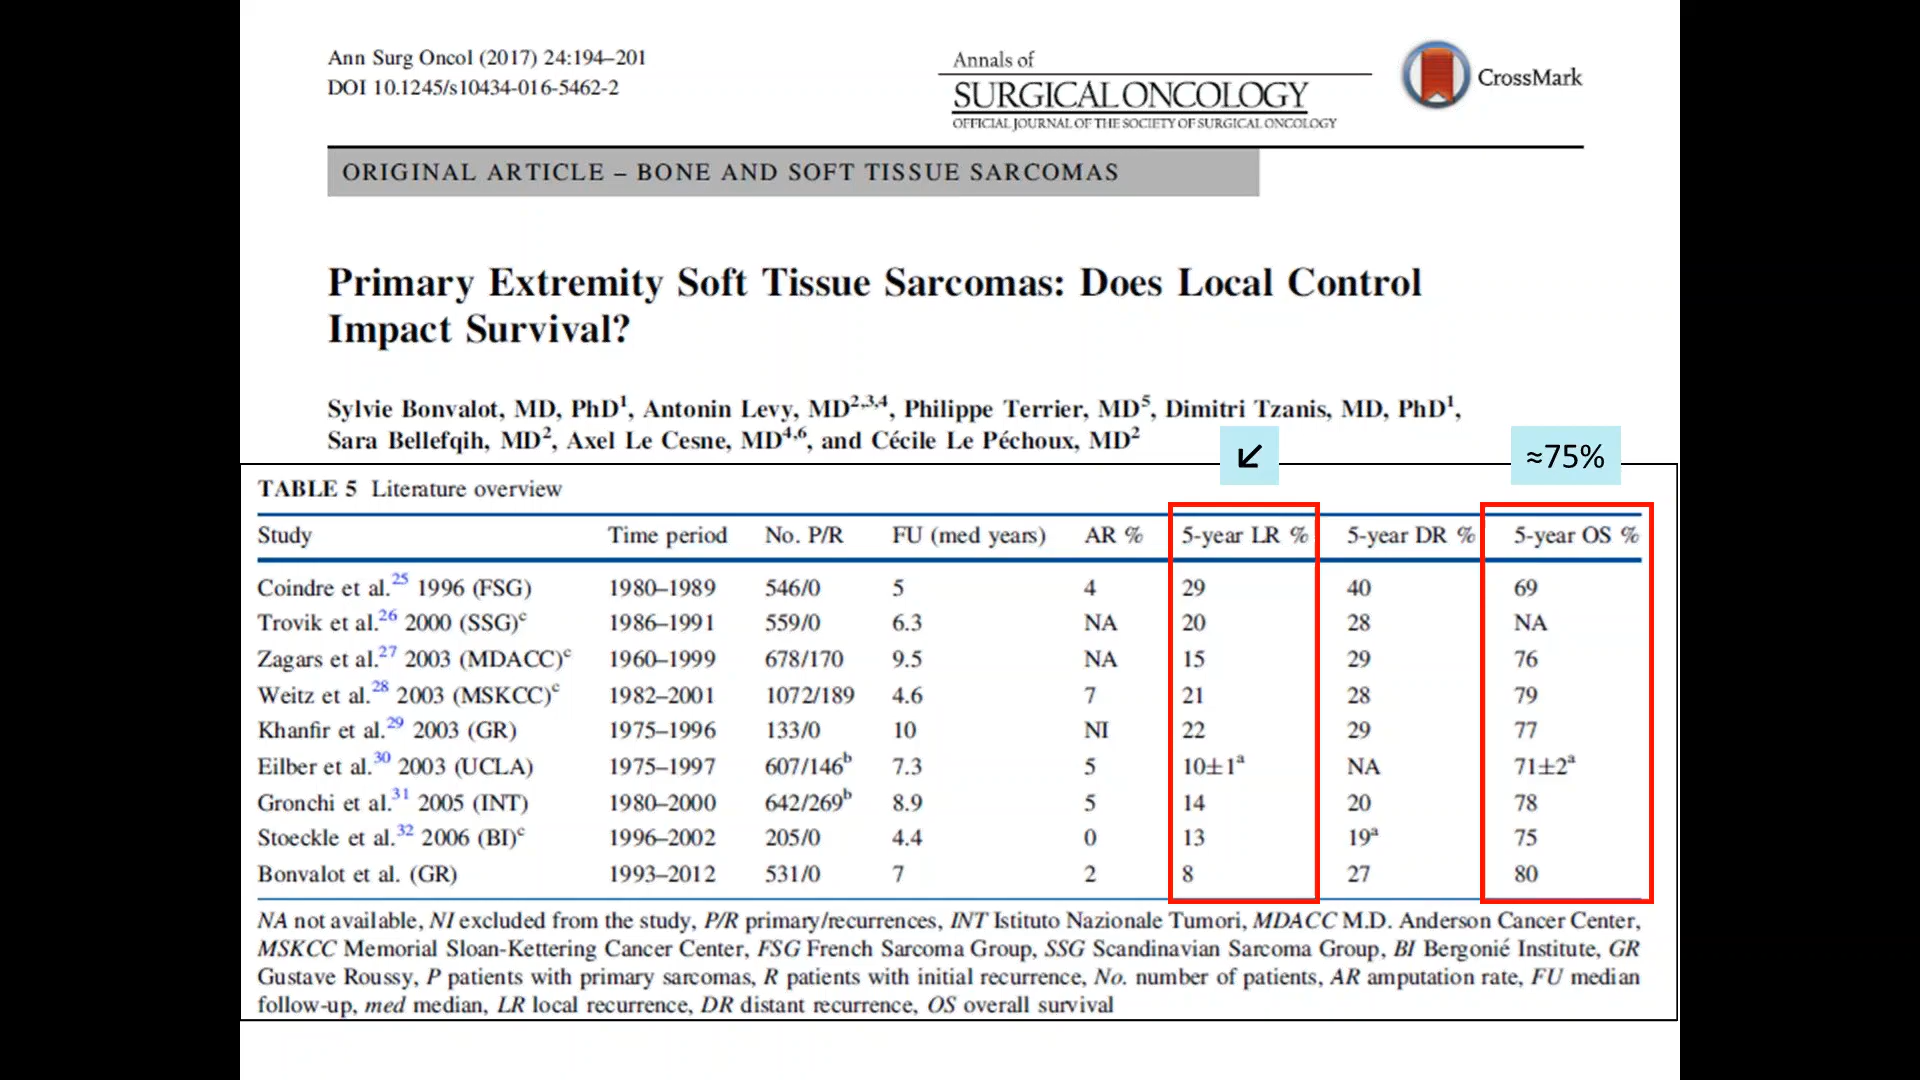 Ann Surg Oncol (2017) 24:194–201
DOI 10.1245/s10434-016-5462-2
Annals of
SURGICAL ONCOLOGY
OFFICIAL JOURNAL OF THE SOCIETY OF SURGICAL ONCOLOGY
CrossMark
ORIGINAL ARTICLE – BONE AND SOFT TISSUE SARCOMAS
Primary Extremity Soft Tissue Sarcomas: Does Local Control
Impact Survival?
Sylvie Bonvalot, MD, PhD1, Antonin Levy, MD2,3,4, Philippe Terrier, MD5, Dimitri Tzanis, MD, PhD1,
Sara Bellefqih, MD2, Axel Le Cesne, MD4,6, and Cécile Le Péchoux, MD2
↙ ≈75%
TABLE 5 Literature overview
Study Time period No. P/R FU (med years) AR % 5-year LR % 5-year DR % 5-year OS %
Coindre et al.25 1996 (FSG) 1980–1989 546/0 5 4 29 40 69
Trovik et al.26 2000 (SSG)c 1986–1991 559/0 6.3 NA 20 28 NA
Zagars et al.27 2003 (MDACC)c 1960–1999 678/170 9.5 NA 15 29 76
Weitz et al.28 2003 (MSKCC)c 1982–2001 1072/189 4.6 7 21 28 79
Khanfir et al.29 2003 (GR) 1975–1996 133/0 10 NI 22 29 77
Eilber et al.30 2003 (UCLA) 1975–1997 607/146b 7.3 5 10±1a NA 71±2a
Gronchi et al.31 2005 (INT) 1980–2000 642/269b 8.9 5 14 20 78
Stoeckle et al.32 2006 (BI)c 1996–2002 205/0 4.4 0 13 19a 75
Bonvalot et al. (GR) 1993–2012 531/0 7 2 8 27 80
NA not available, NI excluded from the study, P/R primary/recurrences, INT Istituto Nazionale Tumori, MDACC M.D. Anderson Cancer Center,
MSKCC Memorial Sloan-Kettering Cancer Center, FSG French Sarcoma Group, SSG Scandinavian Sarcoma Group, BI Bergonié Institute, GR
Gustave Roussy, P patients with primary sarcomas, R patients with initial recurrence, No. number of patients, AR amputation rate, FU median
follow-up, med median, LR local recurrence, DR distant recurrence, OS overall survival